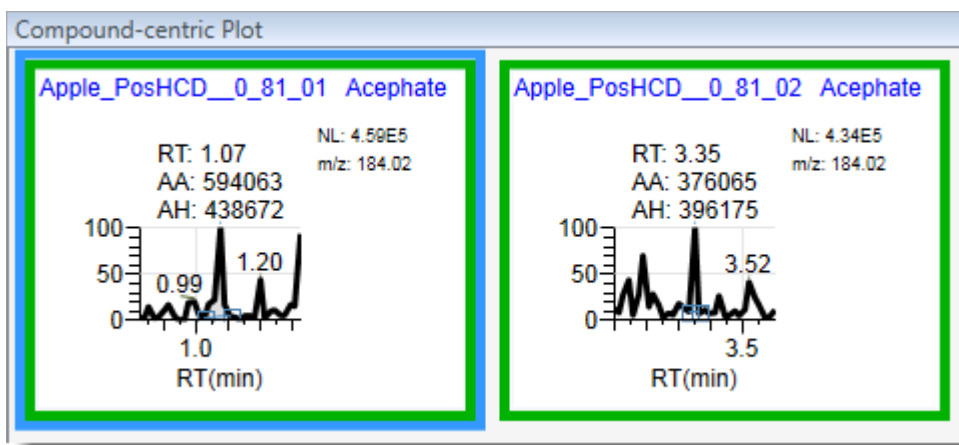 Compound-centric Plot
Apple_PosHCD__0_81_01 Acephate
NL: 4.59E5
m/z: 184.02
RT: 1.07
AA: 594063
AH: 438672
100
50
0
0.99
1.20
1.0
RT(min)
Apple_PosHCD__0_81_02 Acephate
NL: 4.34E5
m/z: 184.02
RT: 3.35
AA: 376065
AH: 396175
100
50
0
3.52
3.5
RT(min)